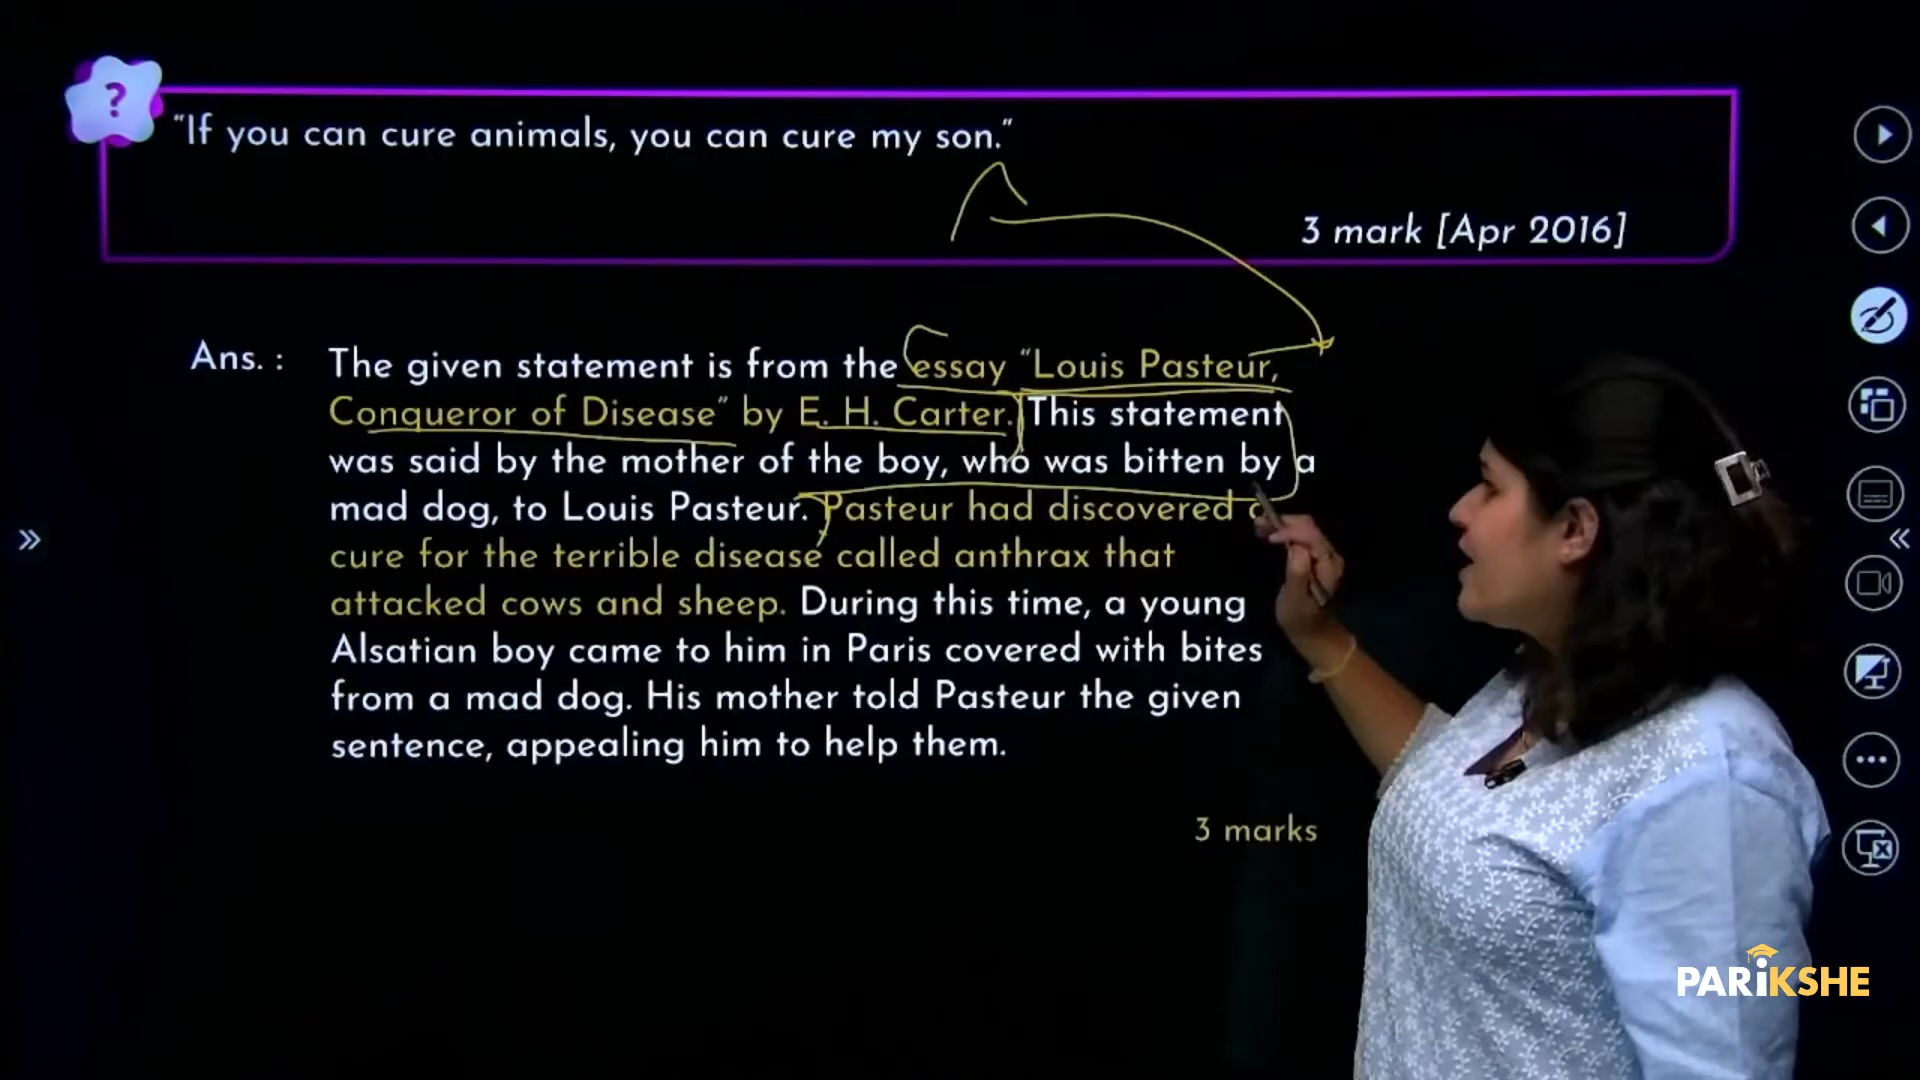 ?
"If you can cure animals, you can cure my son."
3 mark [Apr 2016]
Ans. : The given statement is from the essay "Louis Pasteur,
Conqueror of Disease" by E. H. Carter. This statement
was said by the mother of the boy, who was bitten by a
mad dog, to Louis Pasteur. Pasteur had discovered
cure for the terrible disease called anthrax that
attacked cows and sheep. During this time, a young
Alsatian boy came to him in Paris covered with bites
from a mad dog. His mother told Pasteur the given
sentence, appealing him to help them.
3 marks
PARiKSHE